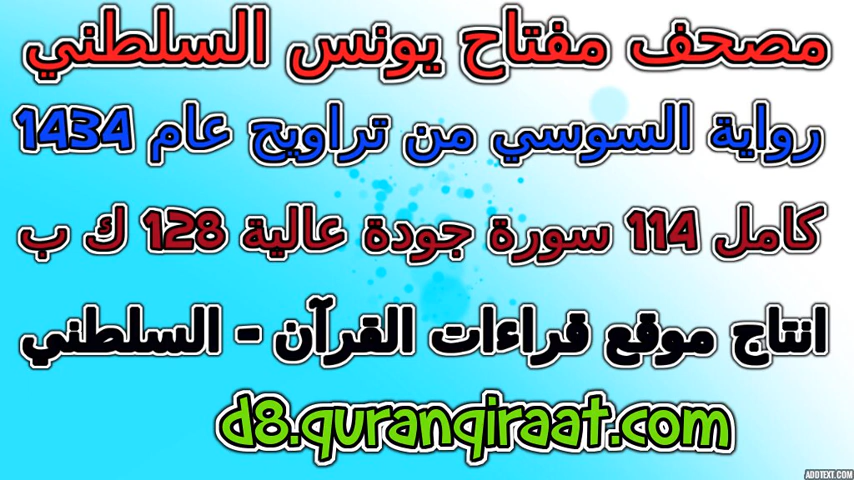 مصحف مفتاح يونس السلطني
رواية السوسي من تراويح عام 1434
كامل 114 سورة جودة عالية 128 ك ب
انتاج موقع قراءات القرآن - السلطني
d8.quranqiraat.com
ADDTEXT.COM